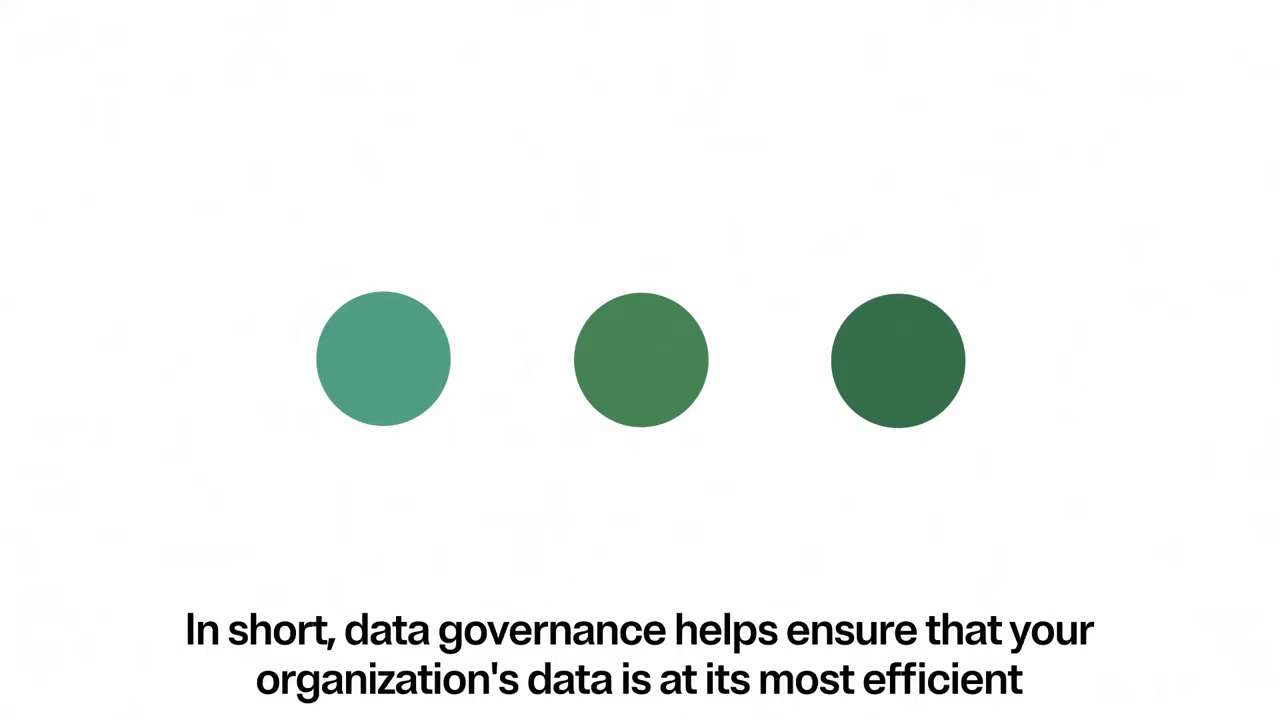 In short, data governance helps ensure that your
organization's data is at its most efficient